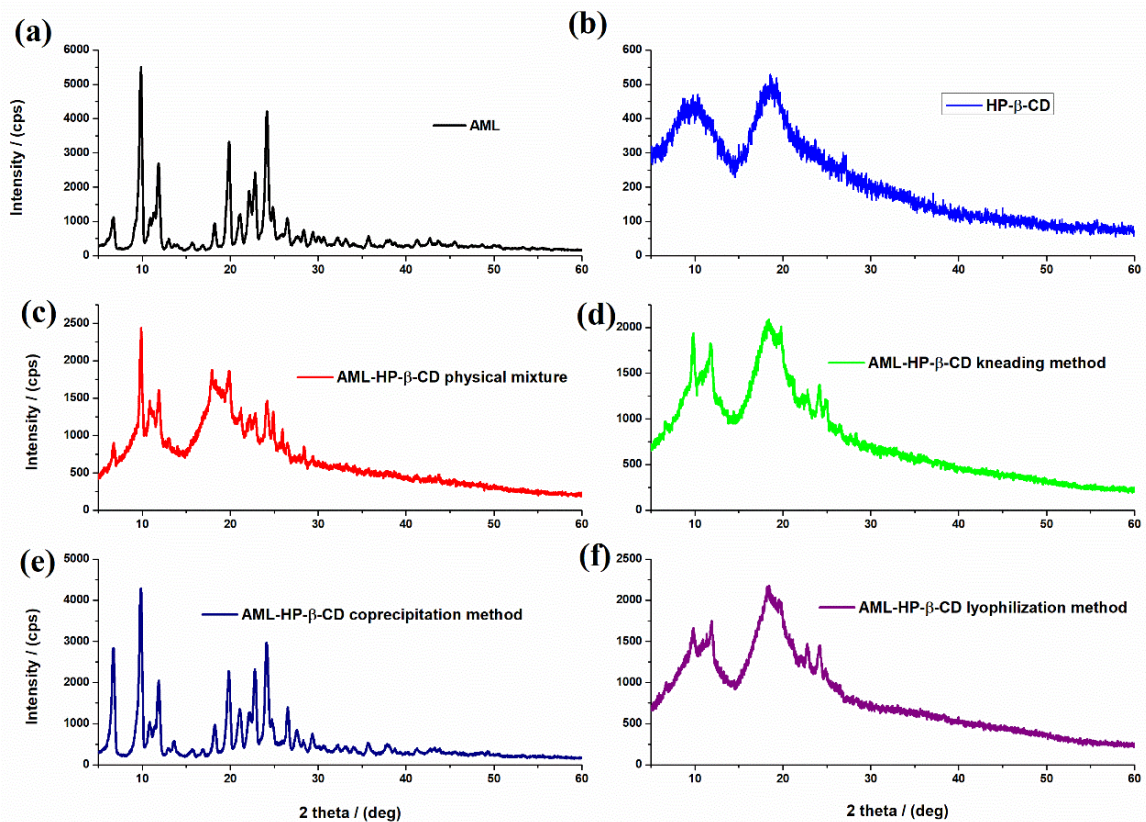 (a)
6000
5000
4000
3000
2000
1000
0
10 20 30 40 50 60
Intensity / (cps)
AML
(b)
600
500
400
300
200
100
0
10 20 30 40 50 60
HP-β-CD
(c)
2500
2000
1500
1000
500
0
10 20 30 40 50 60
Intensity / (cps)
AML-HP-β-CD physical mixture
(d)
2000
1500
1000
500
0
10 20 30 40 50 60
AML-HP-β-CD kneading method
(e)
5000
4000
3000
2000
1000
0
10 20 30 40 50 60
Intensity / (cps)
AML-HP-β-CD coprecipitation method
2 theta / (deg)
(f)
2500
2000
1500
1000
500
0
10 20 30 40 50 60
AML-HP-β-CD lyophilization method
2 theta / (deg)